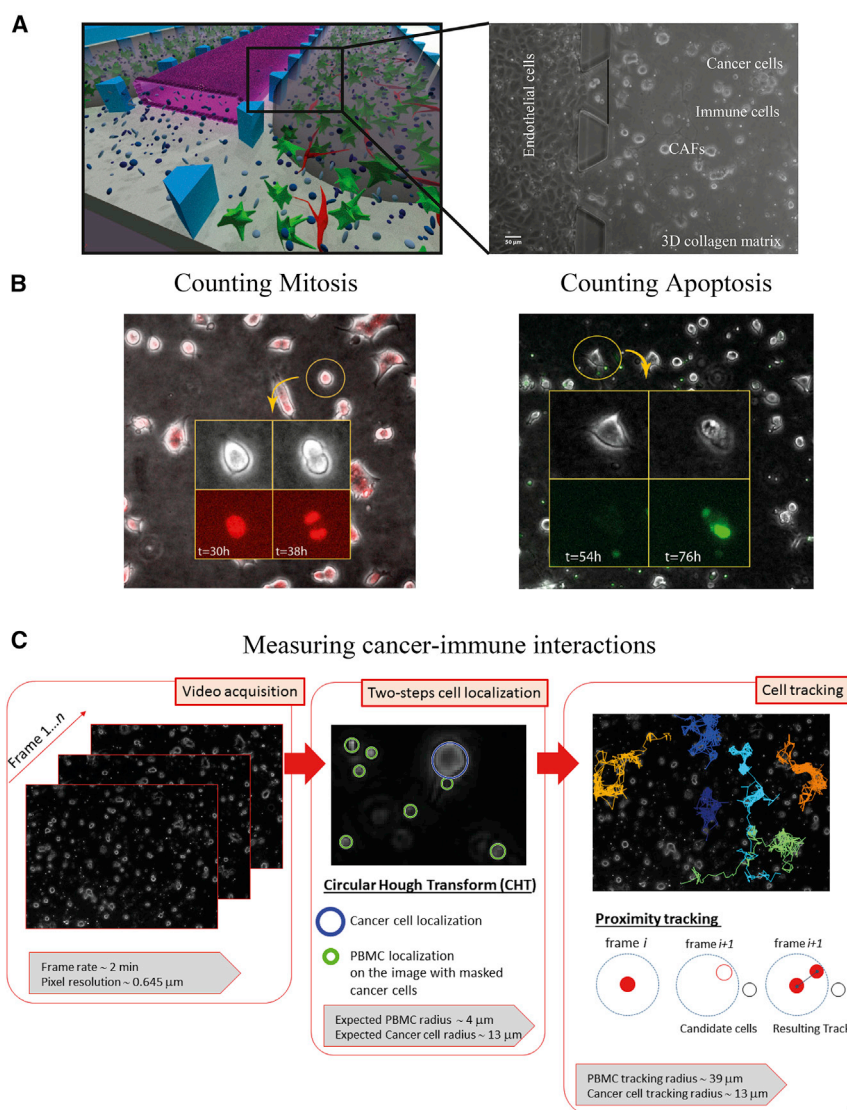 A
Endothelial cells
Cancer cells
Immune cells
CAFs
3D collagen matrix
50 µm
B
Counting Mitosis
Counting Apoptosis
t=30h
t=38h
t=54h
t=76h
C
Measuring cancer-immune interactions
Video acquisition
Frame 1...n
Frame rate ~ 2 min
Pixel resolution ~ 0.645 µm
Two-steps cell localization
Circular Hough Transform (CHT)
Cancer cell localization
PBMC localization
on the image with masked
cancer cells
Expected PBMC radius ~ 4 µm
Expected Cancer cell radius ~ 13 µm
Cell tracking
Proximity tracking
frame i
frame i+1
frame i+1
Candidate cells
Resulting Track
PBMC tracking radius ~ 39 µm
Cancer cell tracking radius ~ 13 µm